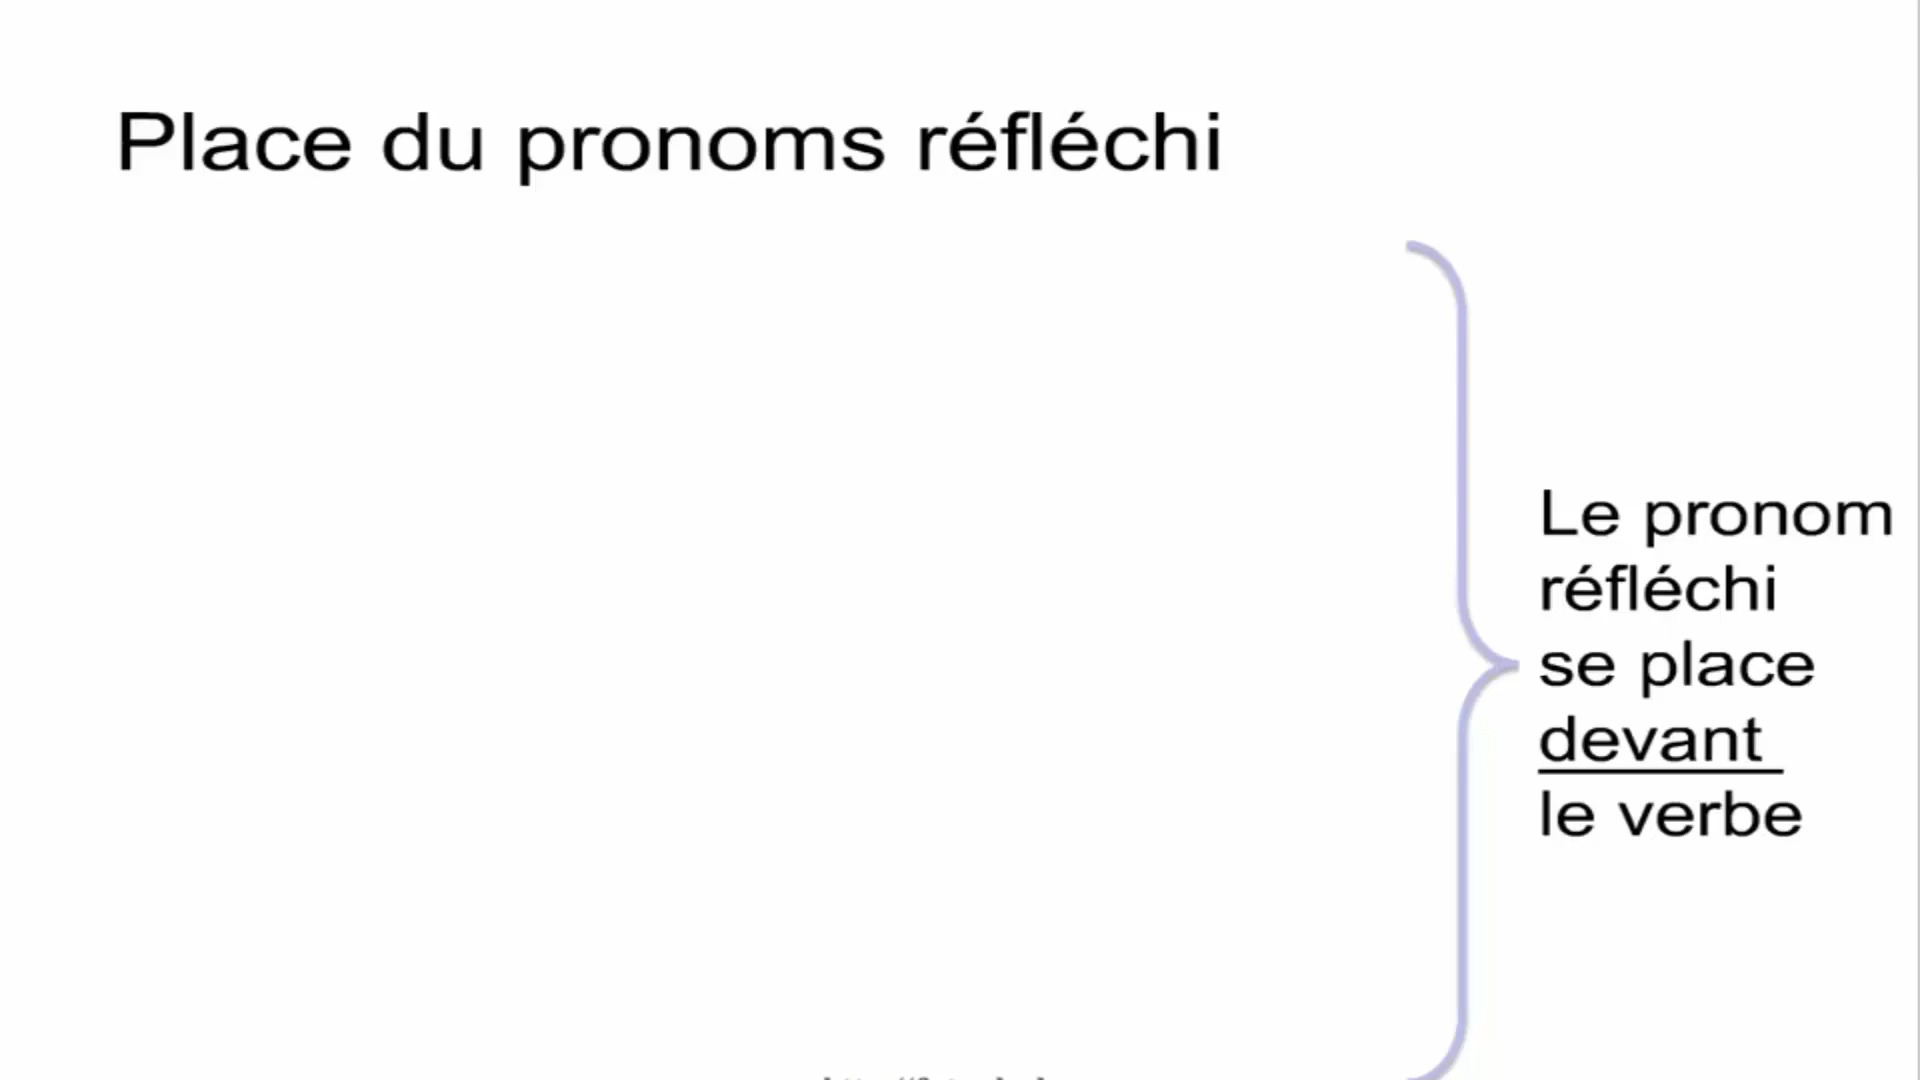 Place du pronoms réfléchi
Le pronom
réfléchi
se place
devant
le verbe